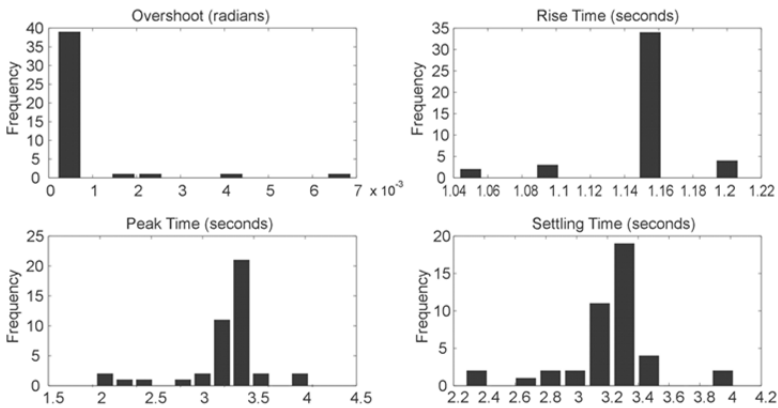 Overshoot (radians)
Rise Time (seconds)
40
35
30
25
20
15
10
5
0
Frequency
0 1 2 3 4 5 6 7 x 10-3
35
30
25
20
15
10
5
0
Frequency
1.04 1.06 1.08 1.1 1.12 1.14 1.16 1.18 1.2 1.22
Peak Time (seconds)
Settling Time (seconds)
25
20
15
10
5
0
Frequency
1.5 2 2.5 3 3.5 4 4.5
20
15
10
5
0
Frequency
2.2 2.4 2.6 2.8 3 3.2 3.4 3.6 3.8 4 4.2